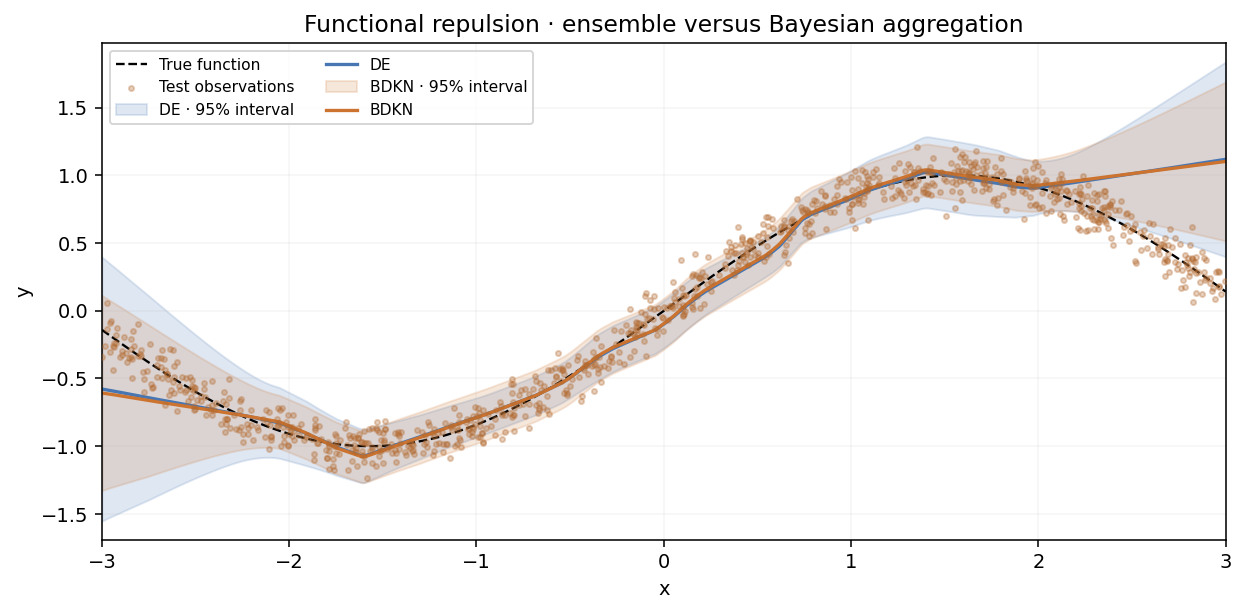 Functional repulsion · ensemble versus Bayesian aggregation
True function
Test observations
DE · 95% interval
DE
BDKN · 95% interval
BDKN
y
1.5
1.0
0.5
0.0
−0.5
−1.0
−1.5
−3
−2
−1
0
1
2
3
x